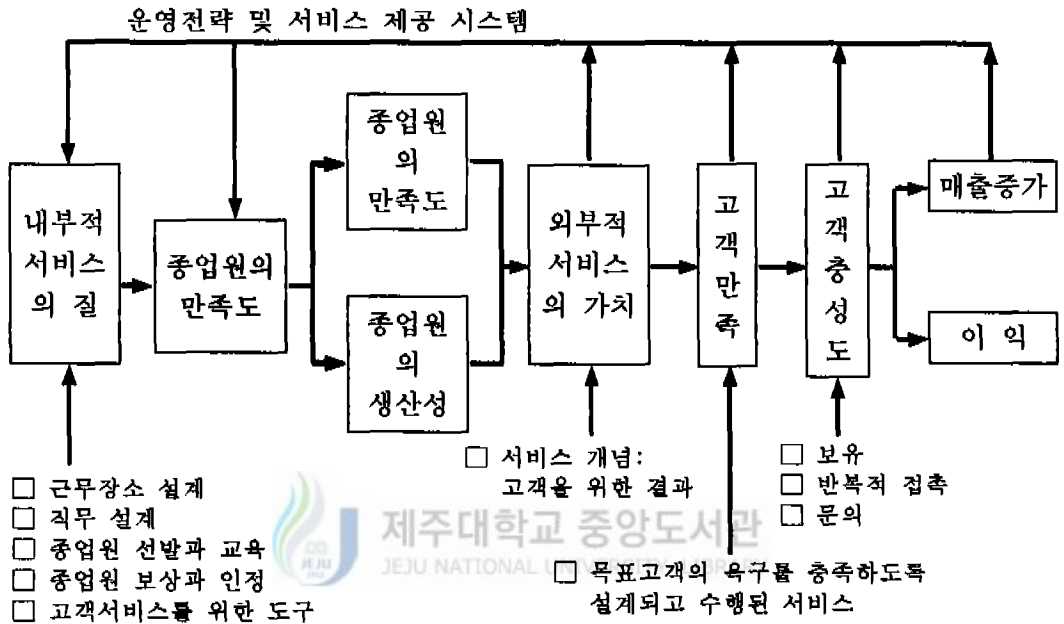 운영전략 및 서비스 제공 시스템
내부적
서비스
의 질
종업원의
만족도
종업원
의
만족도
종업원
의
생산성
외부적
서비스
의 가치
고
객
만
족
고
객
충
성
도
매출증가
이 익
□ 근무장소 설계
□ 직무 설계
□ 종업원 선발과 교육
□ 종업원 보상과 인정
□ 고객서비스를 위한 도구
□ 서비스 개념:
고객을 위한 결과
□ 목표고객의 욕구를 충족하도록
설계되고 수행된 서비스
□ 보유
□ 반복적 접촉
□ 문의
제주대학교 중앙도서관
JEJU NATIONAL UNIVERSITY LIBRARY
JEJU
1952